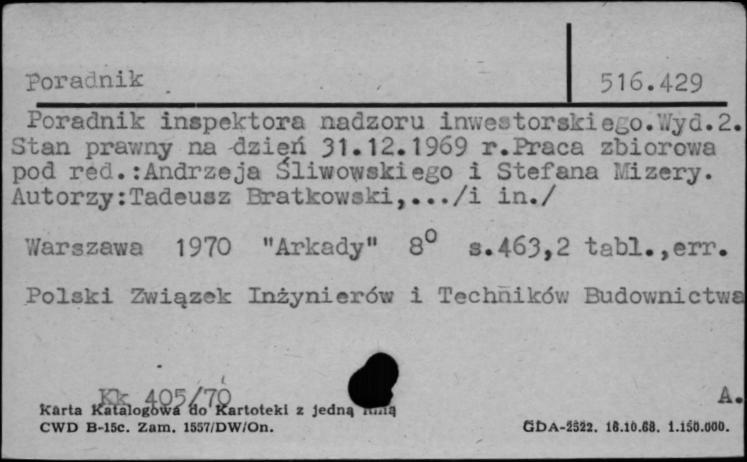 Poradnik 516.429
Poradnik inspektora nadzoru inwestorskiego.Wyd.2.
Stan prawny na dzień 31.12.1969 r.Praca zbiorowa
pod red.:Andrzeja Śliwowskiego i Stefana Mizery.
Autorzy:Tadeusz Bratkowski,.../i in./
Warszawa 1970 "Arkady" 8⁰ s.463,2 tabl.,err.
Polski Związek Inżynierów i Techników Budownictwa
Kk 405/70 A.
Karta Katalogowa do Kartoteki z jedną linią
CWD B-15c. Zam. 1557/DW/On. GDA-2522. 16.10.68. 1.150.000.